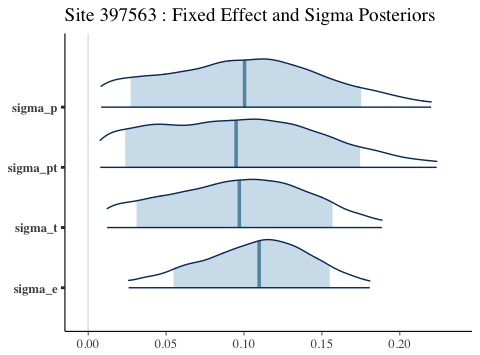 Site 397563 : Fixed Effect and Sigma Posteriors
sigma_p
sigma_pt
sigma_t
sigma_e
0.00 0.05 0.10 0.15 0.20